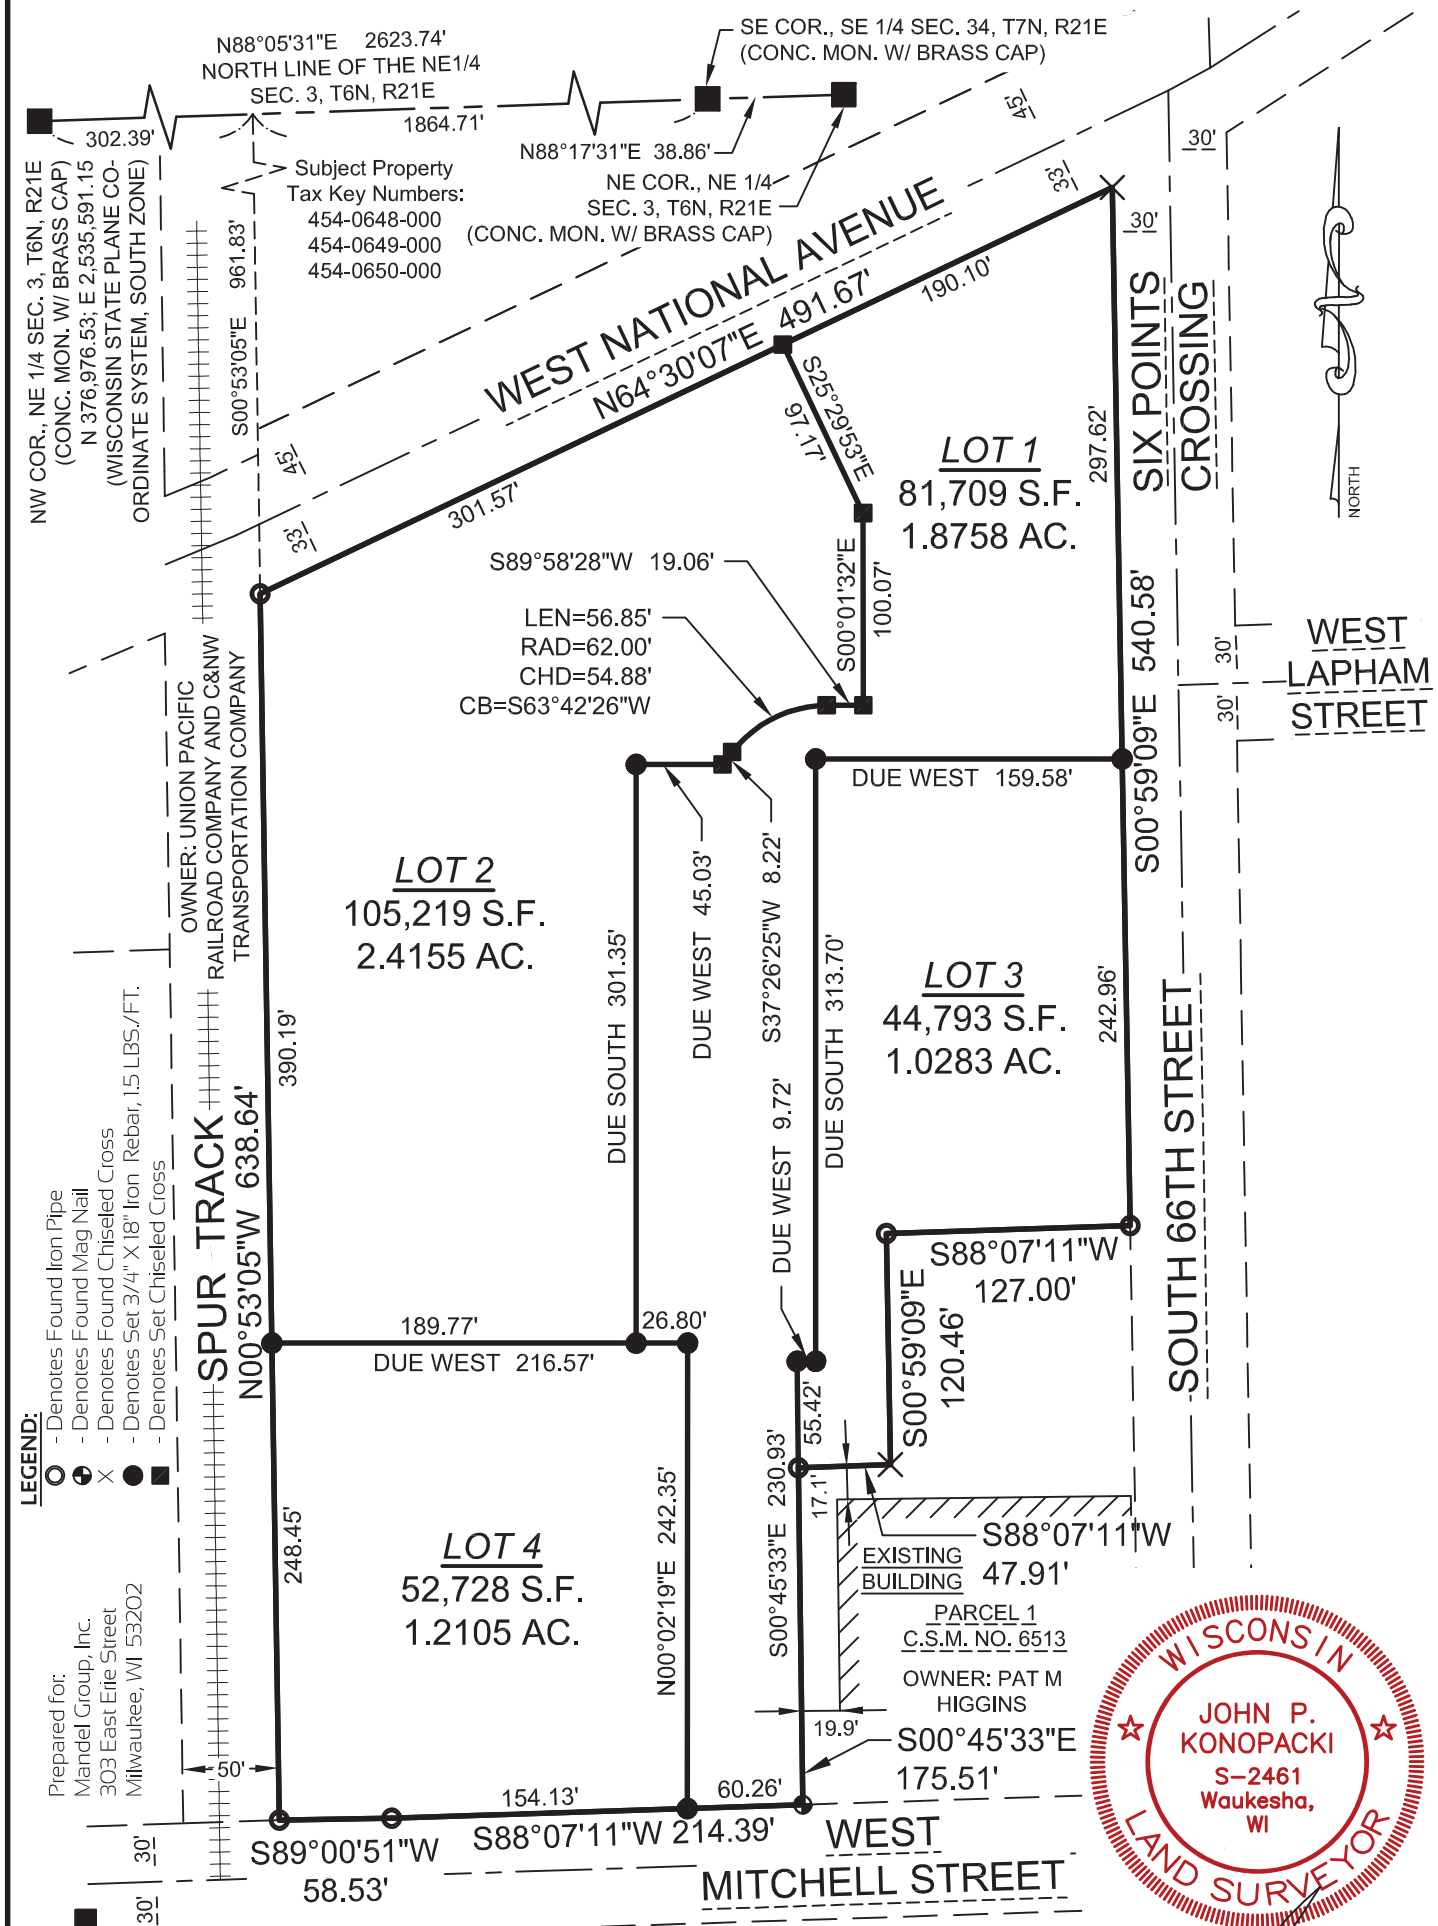 N88°05'31"E 2623.74'
NORTH LINE OF THE NE1/4
SEC. 3, T6N, R21E
SE COR., SE 1/4 SEC. 34, T7N, R21E
(CONC. MON. W/ BRASS CAP)
302.39'
1864.71'
N88°17'31"E 38.86'
NE COR., NE 1/4
SEC. 3, T6N, R21E
(CONC. MON. W/ BRASS CAP)
Subject Property
Tax Key Numbers:
454-0648-000
454-0649-000
454-0650-000
NW COR., NE 1/4 SEC. 3, T6N, R21E
(CONC. MON. W/ BRASS CAP)
N 376,976.53; E 2,535,591.15
(WISCONSIN STATE PLANE CO-
ORDINATE SYSTEM, SOUTH ZONE)
S00°53'05"E 961.83'
45'
33'
45'
33'
30'
30'
WEST NATIONAL AVENUE
N64°30'07"E 491.67'
301.57'
190.10'
S25°29'53"E
97.17'
SIX POINTS
CROSSING
NORTH
LOT 1
81,709 S.F.
1.8758 AC.
297.62'
S00°01'32"E
100.07'
S89°58'28"W 19.06'
LEN=56.85'
RAD=62.00'
CHD=54.88'
CB=S63°42'26"W
S00°59'09"E 540.58'
30'
30'
WEST
LAPHAM
STREET
OWNER: UNION PACIFIC
RAILROAD COMPANY AND C&NW
TRANSPORTATION COMPANY
DUE WEST 159.58'
DUE WEST 45.03'
S37°26'25"W 8.22'
LOT 2
105,219 S.F.
2.4155 AC.
390.19'
DUE SOUTH 301.35'
DUE SOUTH 313.70'
DUE WEST 9.72'
LOT 3
44,793 S.F.
1.0283 AC.
242.96'
SOUTH 66TH STREET
SPUR TRACK
N00°53'05"W 638.64'
S88°07'11"W
127.00'
S00°59'09"E
120.46'
189.77'
26.80'
DUE WEST 216.57'
55.42'
S00°45'33"E 230.93'
17.1'
S88°07'11"W
47.91'
EXISTING
BUILDING
PARCEL 1
C.S.M. NO. 6513
OWNER: PAT M
HIGGINS
19.9'
S00°45'33"E
175.51'
LOT 4
52,728 S.F.
1.2105 AC.
248.45'
N00°02'19"E 242.35'
LEGEND:
- Denotes Found Iron Pipe
- Denotes Found Mag Nail
- Denotes Found Chiseled Cross
- Denotes Set 3/4" X 18" Iron Rebar, 1.5 LBS./FT.
- Denotes Set Chiseled Cross
Prepared for:
Mandel Group, Inc.
303 East Erie Street
Milwaukee, WI 53202
50'
154.13'
60.26'
S89°00'51"W
58.53'
S88°07'11"W 214.39'
WEST
MITCHELL STREET
30'
30'
WISCONSIN
JOHN P.
KONOPACKI
S-2461
Waukesha,
WI
LAND SURVEYOR